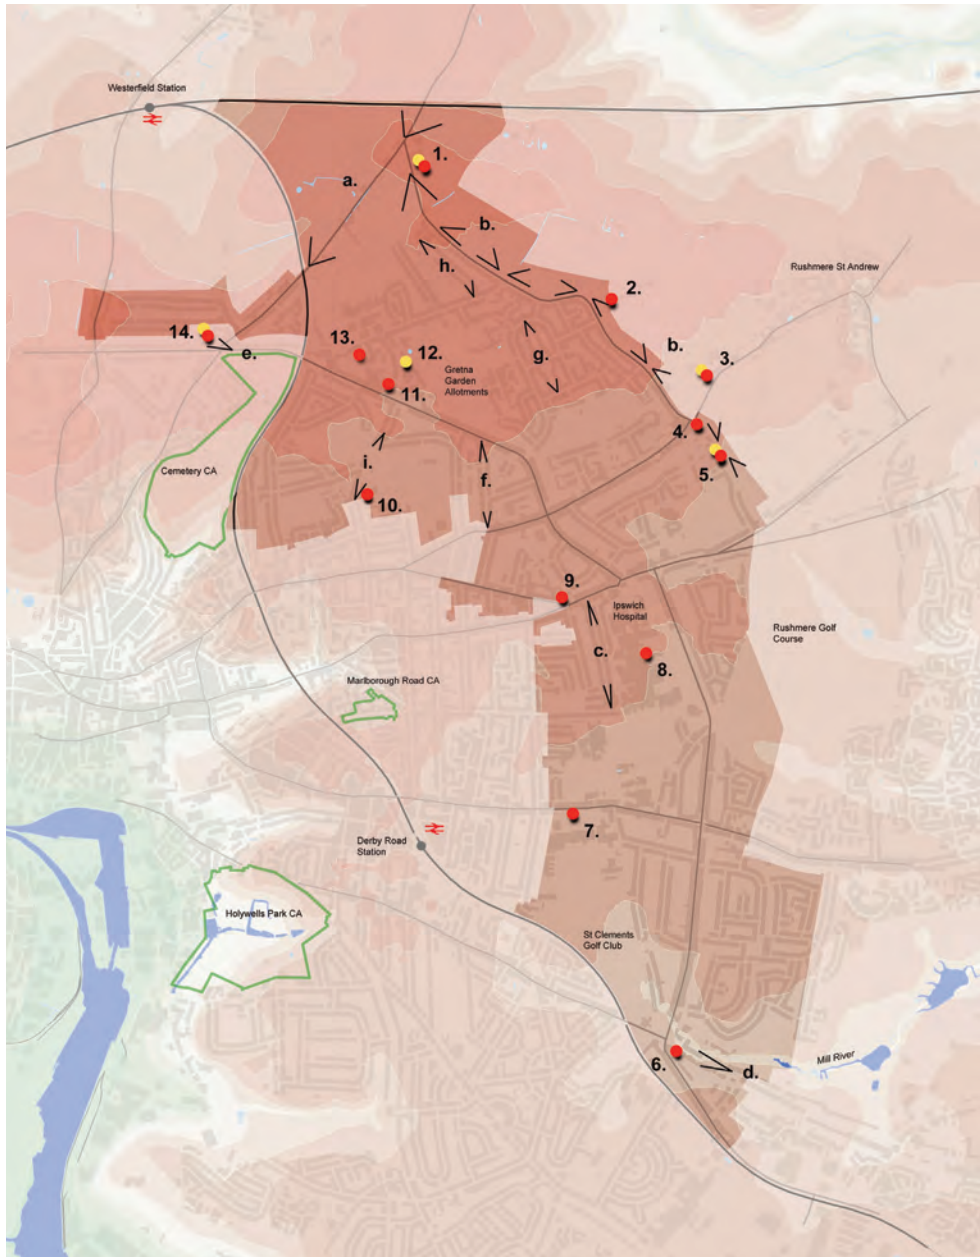 Westerfield Station
1.
a.
b.
h.
Rushmere St Andrew
2.
14.
e.
13.
12.
g.
b.
3.
Gretna
Garden
Allotments
11.
4.
5.
Cemetery CA
i.
f.
10.
9.
Ipswich
Hospital
Rushmere Golf
Course
c.
8.
Marlborough Road CA
7.
Derby Road
Station
Holywells Park CA
St Clements
Golf Club
6.
d.
Mill River